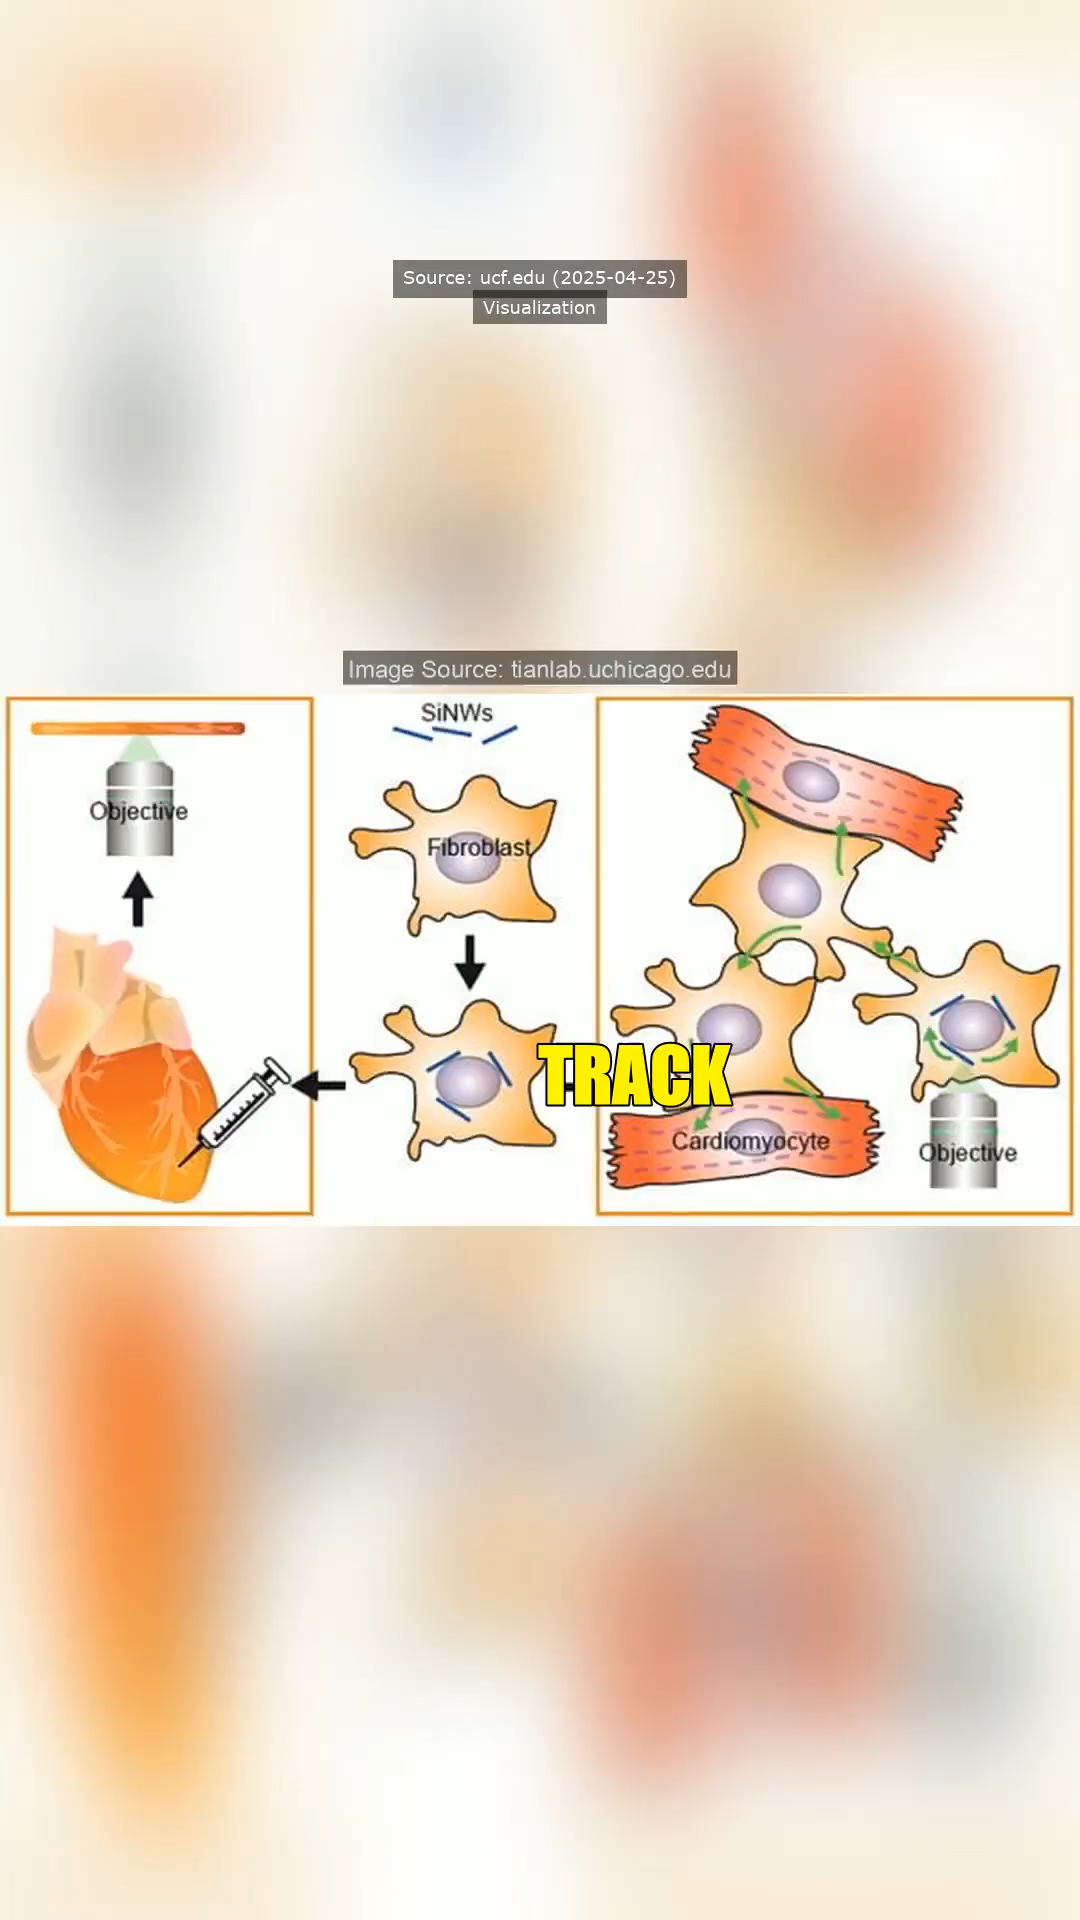 Source: ucf.edu (2025-04-25)
Visualization
Image Source: tianlab.uchicago.edu
SiNWs
Objective
Fibroblast
TRACK
Cardiomyocyte
Objective